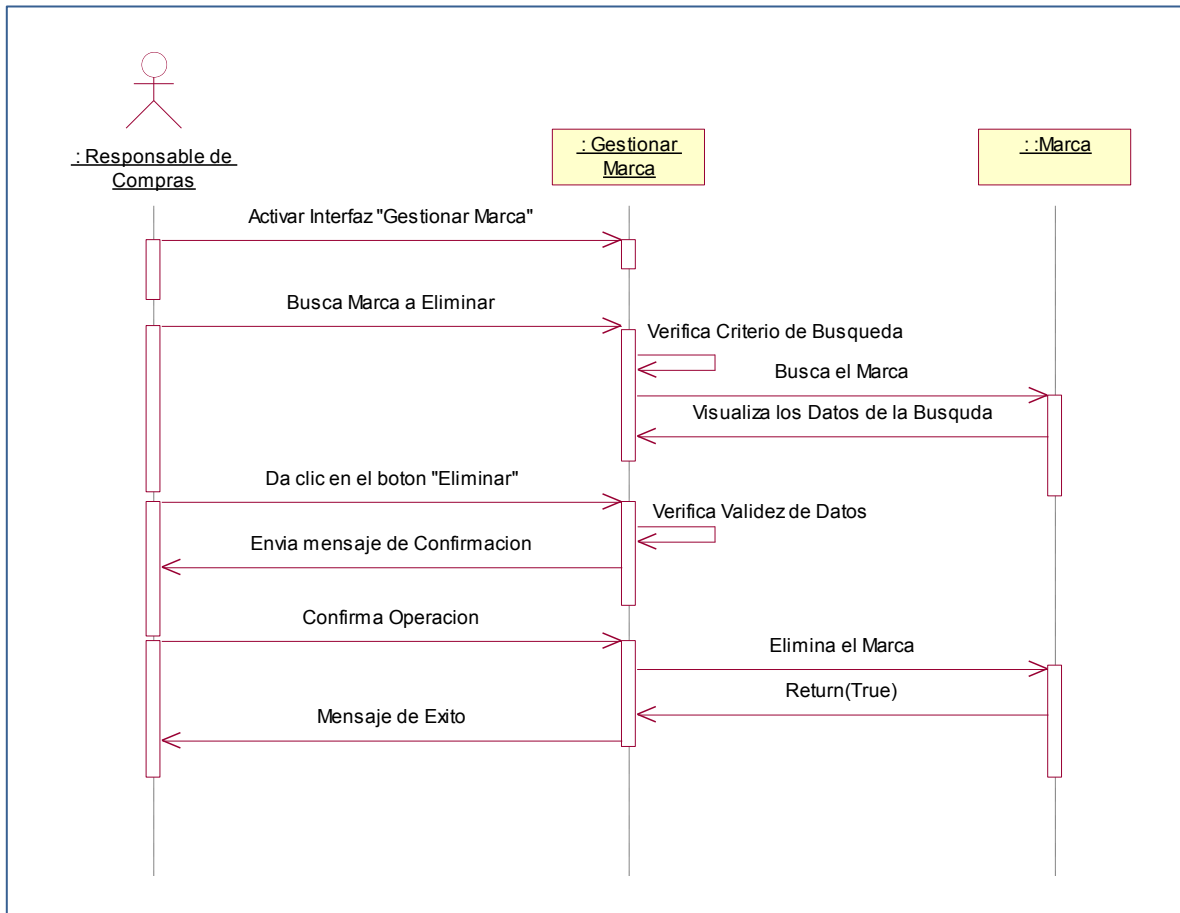 : Responsable de
Compras
: Gestionar
Marca
: :Marca
Activar Interfaz "Gestionar Marca"
Busca Marca a Eliminar
Verifica Criterio de Busqueda
Busca el Marca
Visualiza los Datos de la Busquda
Da clic en el boton "Eliminar"
Verifica Validez de Datos
Envia mensaje de Confirmacion
Confirma Operacion
Elimina el Marca
Return(True)
Mensaje de Exito